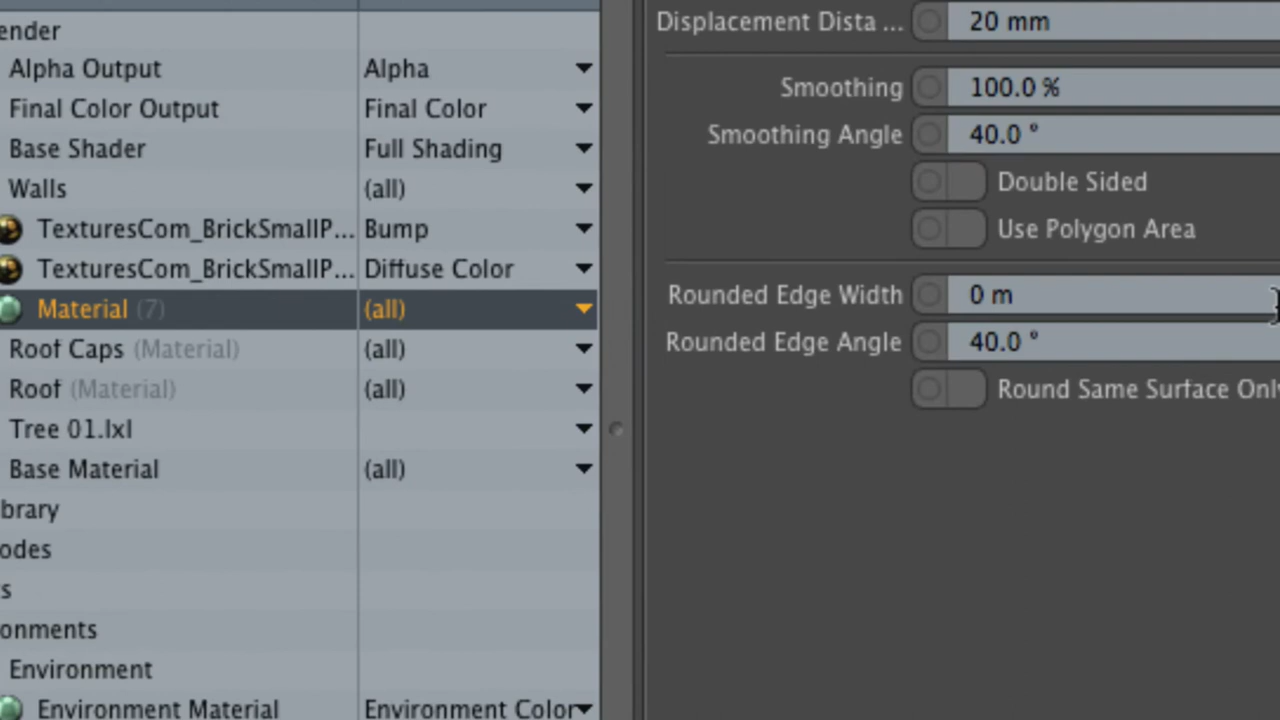 ender
Alpha Output Alpha
Final Color Output Final Color
Base Shader Full Shading
Walls (all)
TexturesCom_BrickSmallP... Bump
TexturesCom_BrickSmallP... Diffuse Color
Material (7) (all)
Roof Caps (Material) (all)
Roof (Material) (all)
Tree 01.lxl
Base Material (all)
ibrary
odes
s
onments
Environment
Environment Material Environment Color
Displacement Dista ... 20 mm
Smoothing 100.0 %
Smoothing Angle 40.0 °
Double Sided
Use Polygon Area
Rounded Edge Width 0 m
Rounded Edge Angle 40.0 °
Round Same Surface Only